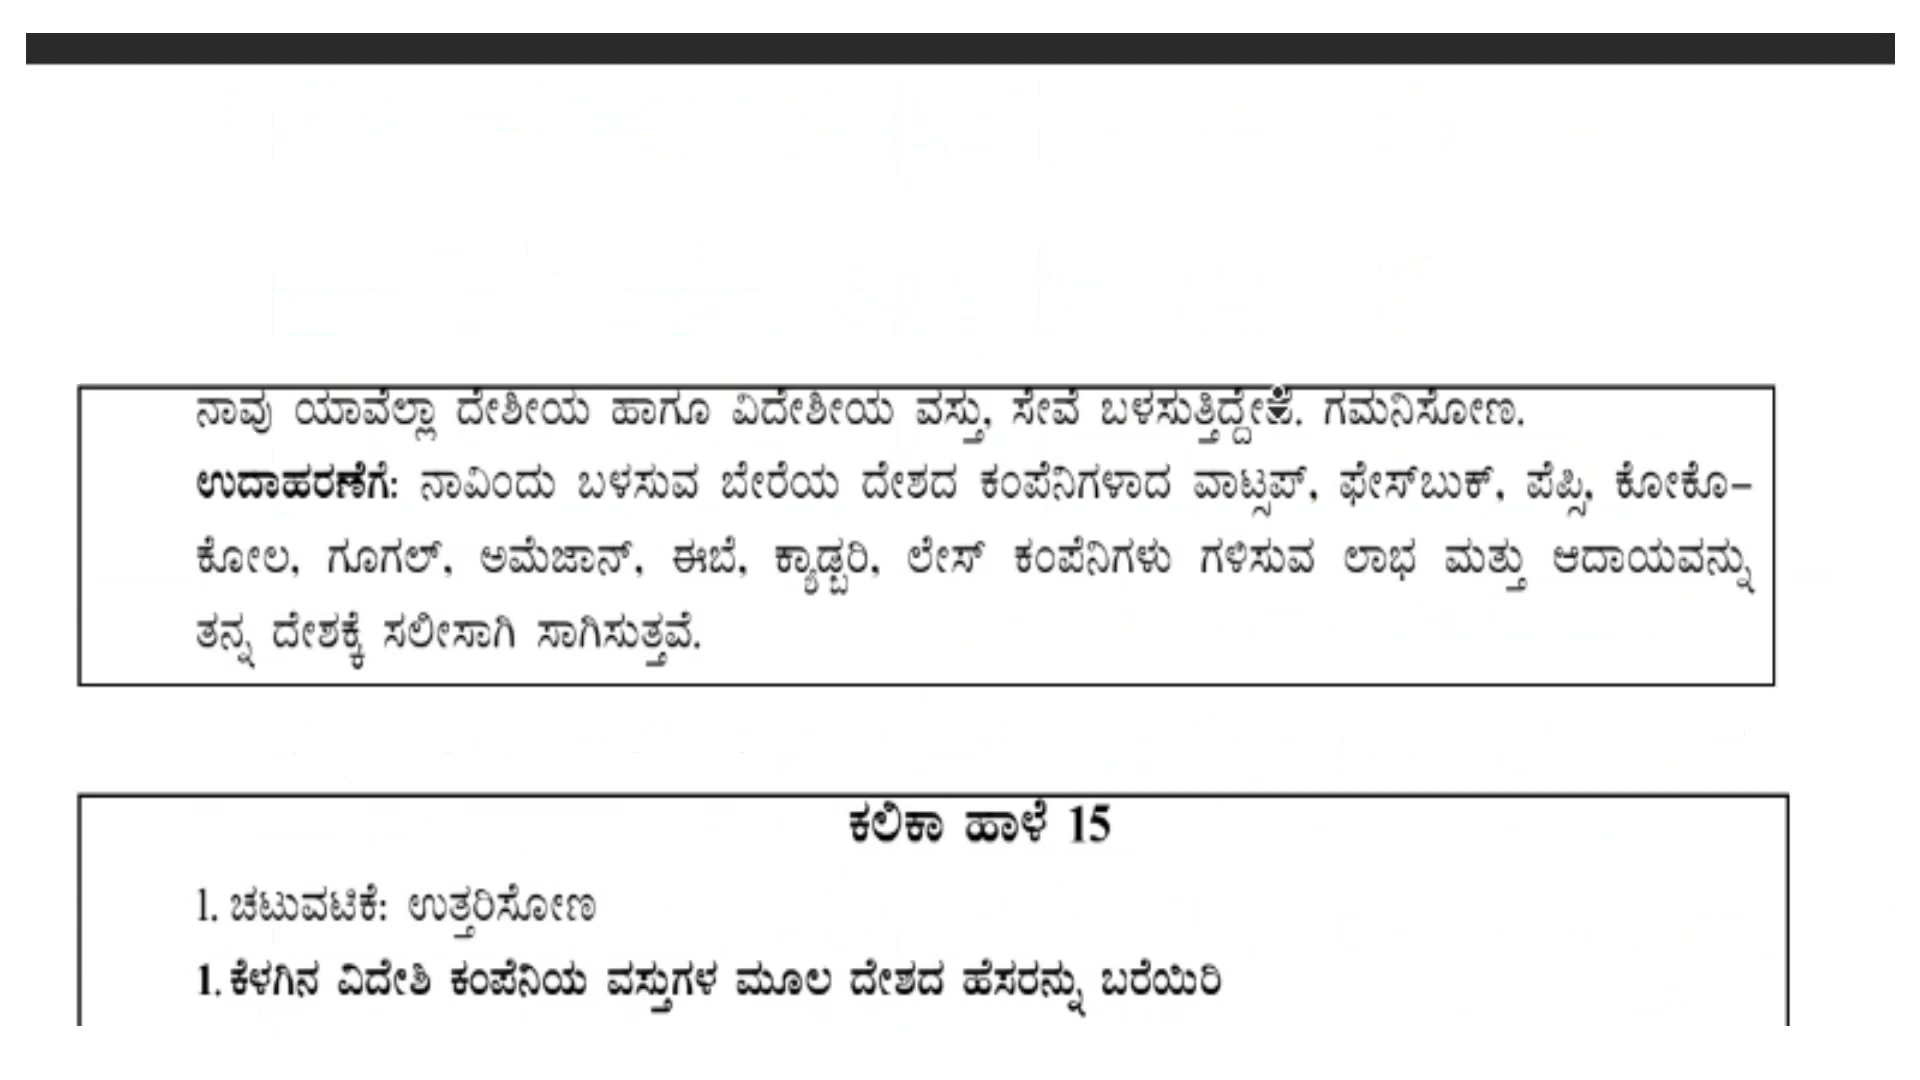 ನಾವು ಯಾವೆಲ್ಲಾ ದೇಶೀಯ ಹಾಗೂ ವಿದೇಶೀಯ ವಸ್ತು, ಸೇವೆ ಬಳಸುತ್ತಿದ್ದೇವೆ. ಗಮನಿಸೋಣ.
ಉದಾಹರಣೆಗೆ: ನಾವಿಂದು ಬಳಸುವ ಬೇರೆಯ ದೇಶದ ಕಂಪೆನಿಗಳಾದ ವಾಟ್ಸಪ್, ಫೇಸ್‌ಬುಕ್, ಪೆಪ್ಸಿ, ಕೋಕೊ–
ಕೋಲ, ಗೂಗಲ್, ಅಮೆಜಾನ್, ಈಬೆ, ಕ್ಯಾಡ್ಬರಿ, ಲೇಸ್ ಕಂಪೆನಿಗಳು ಗಳಿಸುವ ಲಾಭ ಮತ್ತು ಆದಾಯವನ್ನು
ತನ್ನ ದೇಶಕ್ಕೆ ಸಲೀಸಾಗಿ ಸಾಗಿಸುತ್ತವೆ.
ಕಲಿಕಾ ಹಾಳೆ 15
1. ಚಟುವಟಿಕೆ: ಉತ್ತರಿಸೋಣ
1. ಕೆಳಗಿನ ವಿದೇಶಿ ಕಂಪೆನಿಯ ವಸ್ತುಗಳ ಮೂಲ ದೇಶದ ಹೆಸರನ್ನು ಬರೆಯಿರಿ